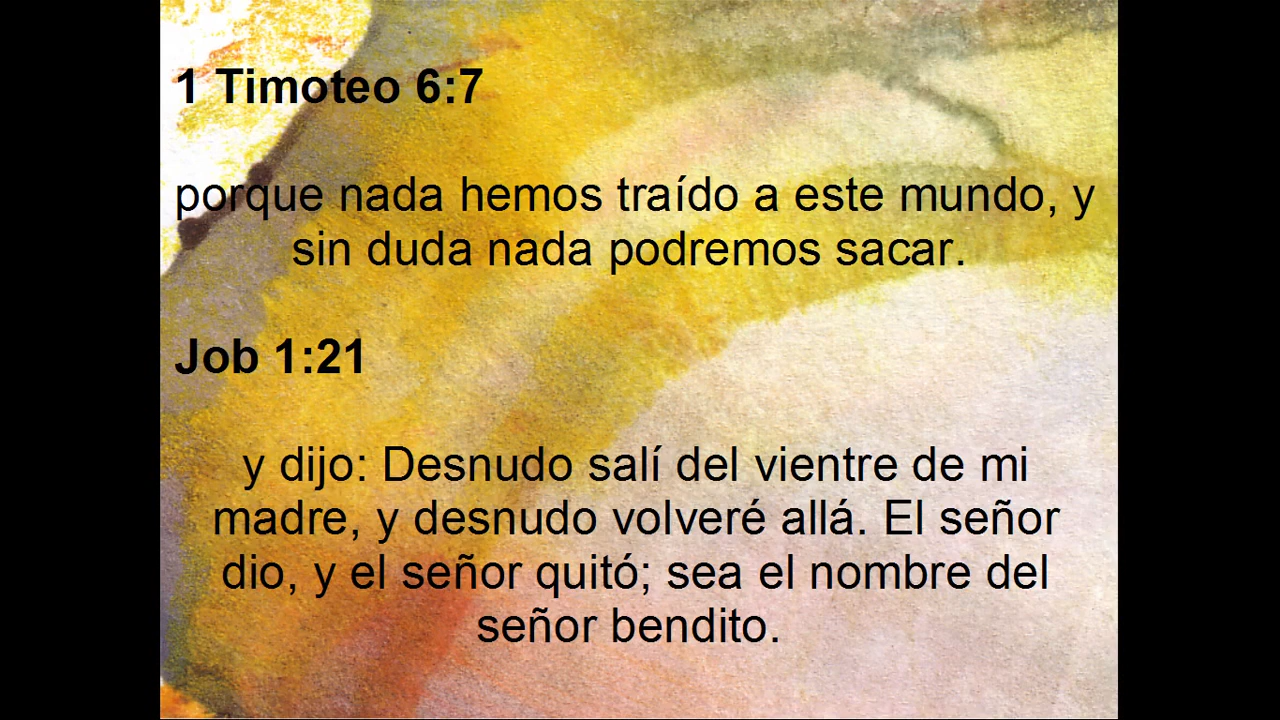 1 Timoteo 6:7
porque nada hemos traído a este mundo, y
sin duda nada podremos sacar.
Job 1:21
y dijo: Desnudo salí del vientre de mi
madre, y desnudo volveré allá. El señor
dio, y el señor quitó; sea el nombre del
señor bendito.